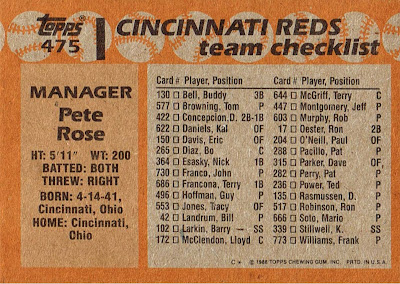 Topps
475
CINCINNATI REDS
team checklist
MANAGER
Pete
Rose
HT: 5'11" WT: 200
BATTED: BOTH
THREW: RIGHT
BORN: 4-14-41,
Cincinnati, Ohio
HOME: Cincinnati,
Ohio
Card # Player, Position
130 □ Bell, Buddy 3B
577 □ Browning, Tom P
422 □ Concepcion, D. 2B-1B
622 □ Daniels, Kal OF
150 □ Davis, Eric OF
265 □ Diaz, Bo C
364 □ Esasky, Nick 1B
730 □ Franco, John P
686 □ Francona, Terry 1B
496 □ Hoffman, Guy P
553 □ Jones, Tracy OF
42 □ Landrum, Bill P
102 □ Larkin, Barry — SS
172 □ McClendon, Lloyd C
Card # Player, Position
644 □ McGriff, Terry C
447 □ Montgomery, Jeff P
603 □ Murphy, Rob P
17 □ Oester, Ron 2B
204 □ O'Neill, Paul OF
288 □ Pacillo, Pat P
315 □ Parker, Dave OF
282 □ Perry, Pat P
236 □ Power, Ted P
135 □ Rasmussen, D. P
517 □ Robinson, Ron P
666 □ Soto, Mario P
339 □ Stillwell, K. SS
773 □ Williams, Frank P
C* © 1988 TOPPS CHEWING GUM, INC. PRTD. IN U.S.A.